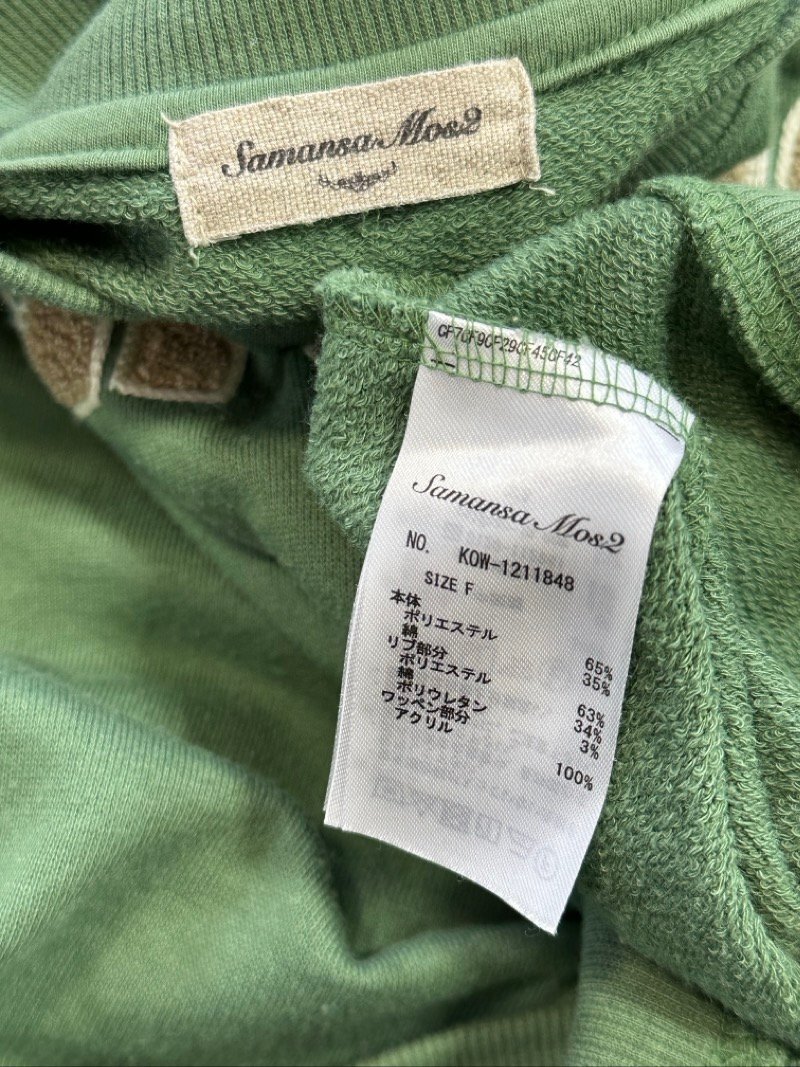 Samansa Mos2
CF7CF9CF29CF45CF42
Samansa Mos2
NO. KOW-1211848
SIZE F
本体
ポリエステル 65%
綿 35%
リブ部分
ポリエステル 63%
綿 34%
ポリウレタン 3%
ワッペン部分
アクリル 100%